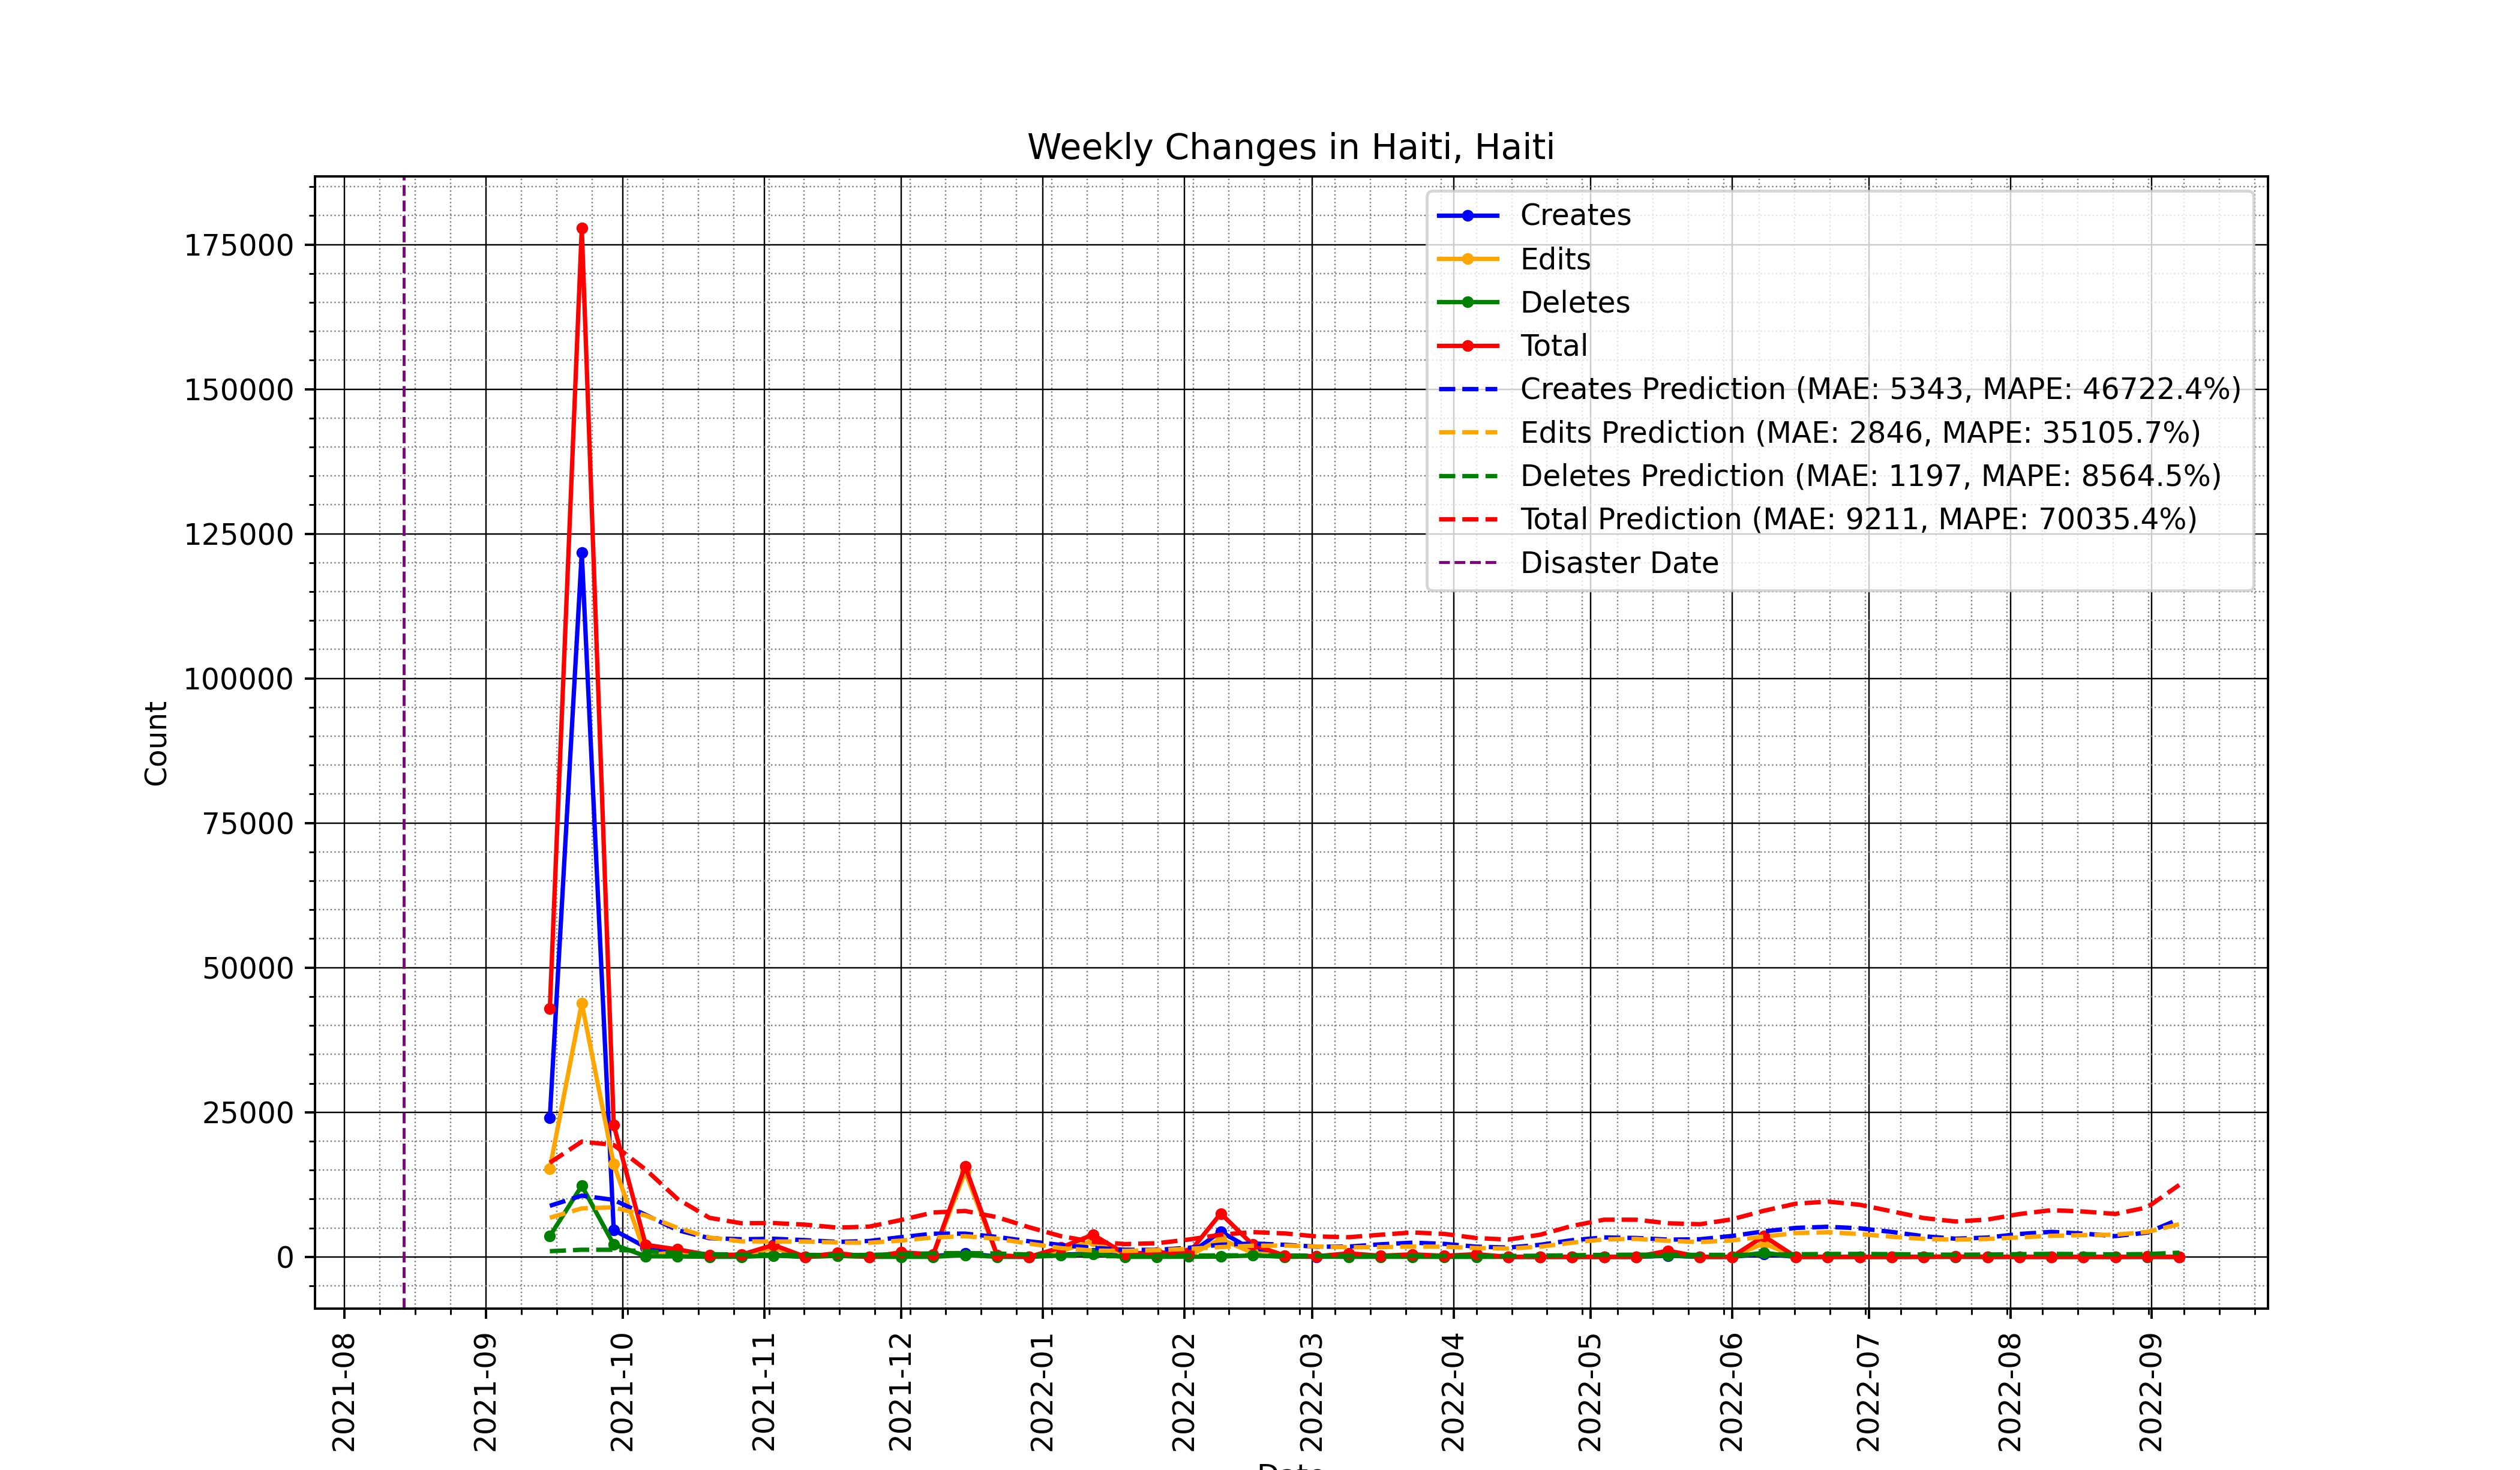 Weekly Changes in Haiti, Haiti
Creates
Edits
Deletes
Total
Creates Prediction (MAE: 5343, MAPE: 46722.4%)
Edits Prediction (MAE: 2846, MAPE: 35105.7%)
Deletes Prediction (MAE: 1197, MAPE: 8564.5%)
Total Prediction (MAE: 9211, MAPE: 70035.4%)
Disaster Date
175000
150000
125000
100000
75000
50000
25000
0
Count
2021-08
2021-09
2021-10
2021-11
2021-12
2022-01
2022-02
2022-03
2022-04
2022-05
2022-06
2022-07
2022-08
2022-09
Date